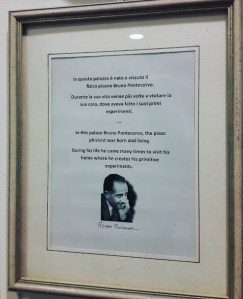 In questo palazzo è nato e vissuto il
fisico pisano Bruno Pontecorvo.
Durante la sua vita venne più volte a visitare la
sua casa, dove aveva fatto i suoi primi
esperimenti.
---
In this palace Bruno Pontecorvo, the pisan
phisicist was born and living.
During his life he came many times to visit his
home where he creates his primitive
experiments.